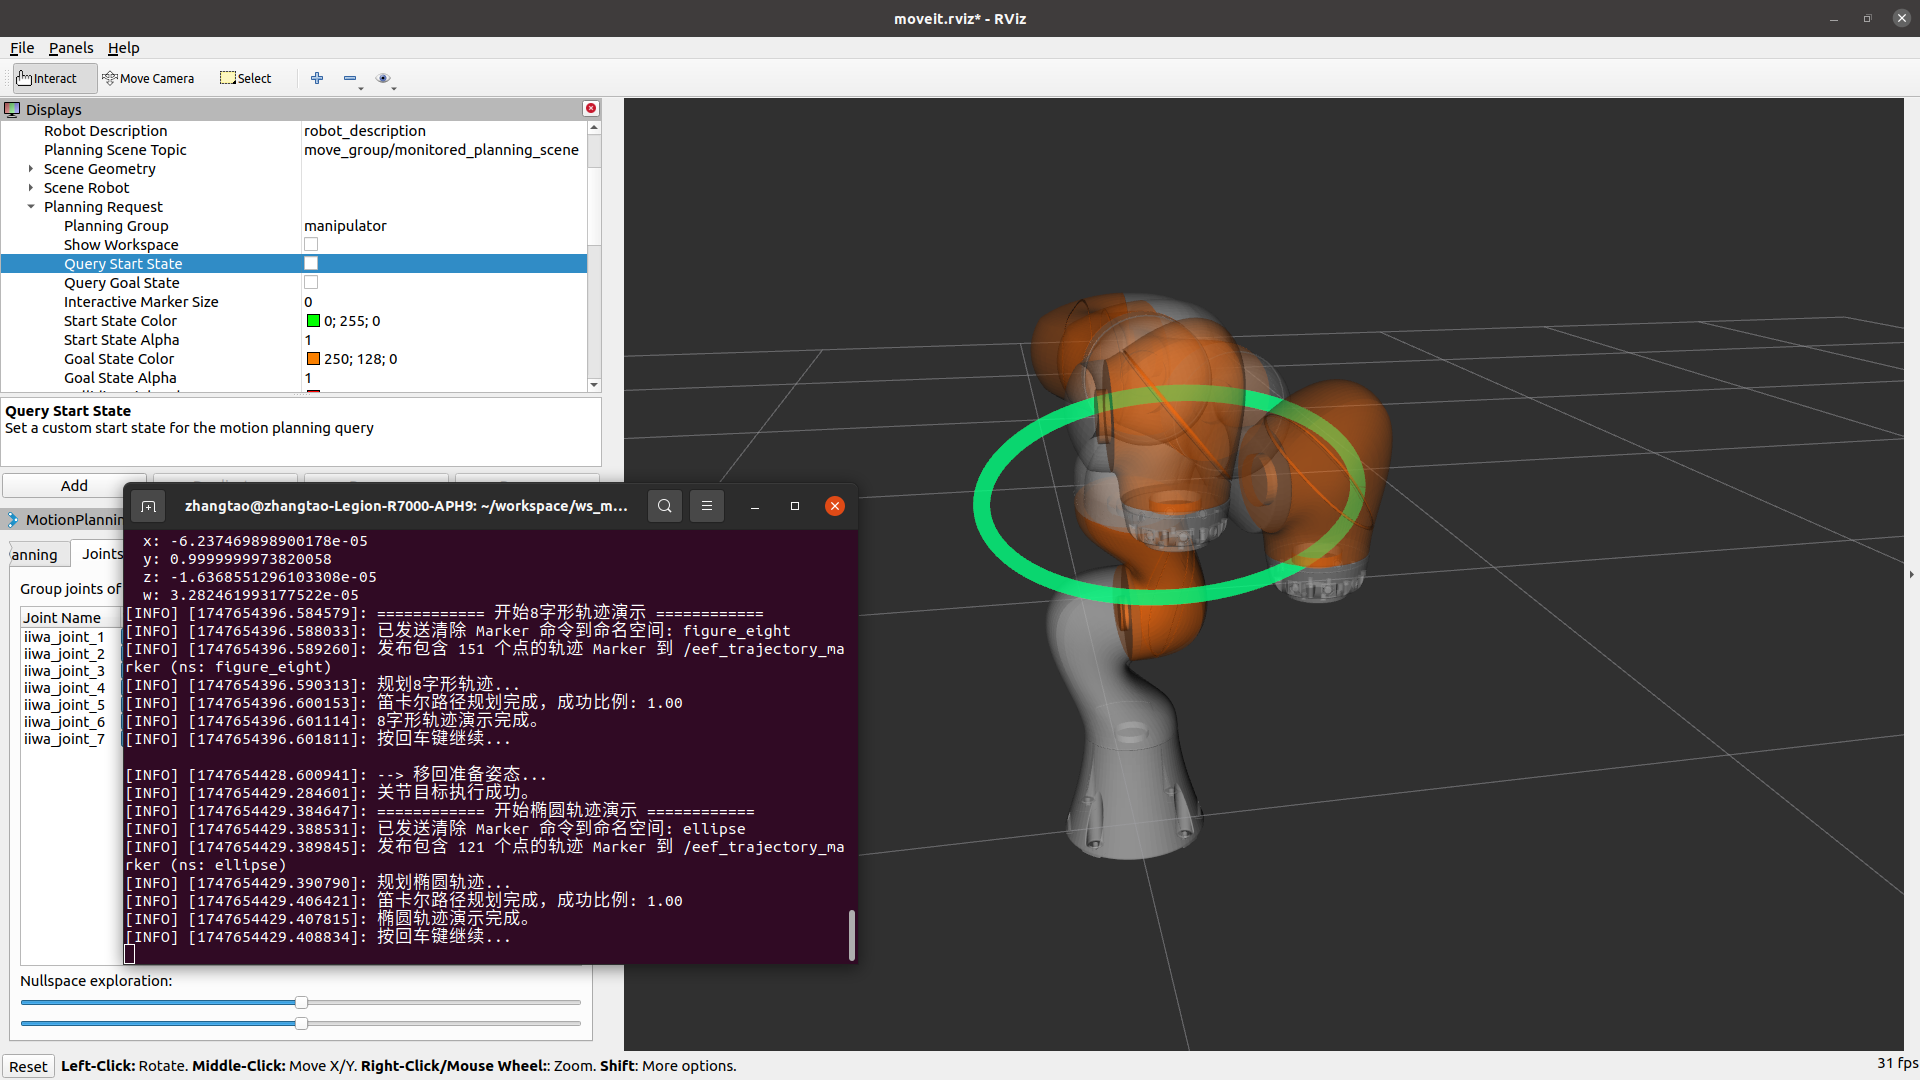 moveit.rviz* - RViz
File Panels Help
Interact Move Camera Select
Displays
Robot Description robot_description
Planning Scene Topic move_group/monitored_planning_scene
Scene Geometry
Scene Robot
Planning Request
Planning Group manipulator
Show Workspace
Query Start State
Query Goal State
Interactive Marker Size 0
Start State Color 0; 255; 0
Start State Alpha 1
Goal State Color 250; 128; 0
Goal State Alpha 1
Query Start State
Set a custom start state for the motion planning query
Add
MotionPlannin
anning Joints
Group joints of
Joint Name
iiwa_joint_1
iiwa_joint_2
iiwa_joint_3
iiwa_joint_4
iiwa_joint_5
iiwa_joint_6
iiwa_joint_7
zhangtao@zhangtao-Legion-R7000-APH9: ~/workspace/ws_m...
x: -6.237469898900178e-05
y: 0.9999999973820058
z: -1.6368551296103308e-05
w: 3.282461993177522e-05
[INFO] [1747654396.584579]: ============ 开始8字形轨迹演示 ============
[INFO] [1747654396.588033]: 已发送清除 Marker 命令到命名空间: figure_eight
[INFO] [1747654396.589260]: 发布包含 151 个点的轨迹 Marker 到 /eef_trajectory_ma
rker (ns: figure_eight)
[INFO] [1747654396.590313]: 规划8字形轨迹...
[INFO] [1747654396.600153]: 笛卡尔路径规划完成，成功比例: 1.00
[INFO] [1747654396.601114]: 8字形轨迹演示完成。
[INFO] [1747654396.601811]: 按回车键继续...
[INFO] [1747654428.600941]: --> 移回准备姿态...
[INFO] [1747654429.284601]: 关节目标执行成功。
[INFO] [1747654429.384647]: ============ 开始椭圆轨迹演示 ============
[INFO] [1747654429.388531]: 已发送清除 Marker 命令到命名空间: ellipse
[INFO] [1747654429.389845]: 发布包含 121 个点的轨迹 Marker 到 /eef_trajectory_ma
rker (ns: ellipse)
[INFO] [1747654429.390790]: 规划椭圆轨迹...
[INFO] [1747654429.406421]: 笛卡尔路径规划完成，成功比例: 1.00
[INFO] [1747654429.407815]: 椭圆轨迹演示完成。
[INFO] [1747654429.408834]: 按回车键继续...
Nullspace exploration:
Reset Left-Click: Rotate. Middle-Click: Move X/Y. Right-Click/Mouse Wheel:: Zoom. Shift: More options.
31 fps